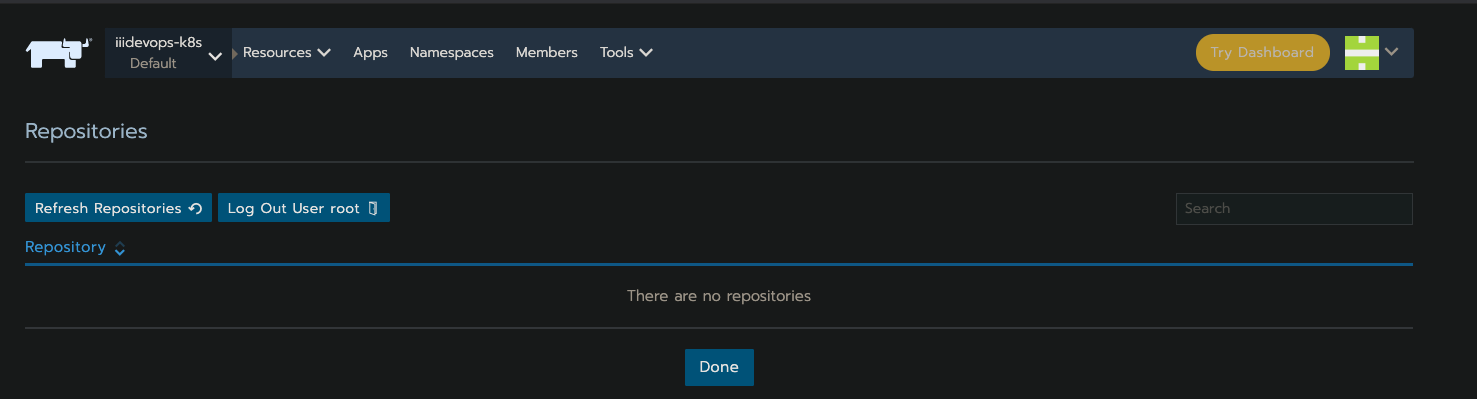 iiidevops-k8s
Default
Resources Apps Namespaces Members Tools Try Dashboard
Repositories
Refresh Repositories Log Out User root Search
Repository
There are no repositories
Done